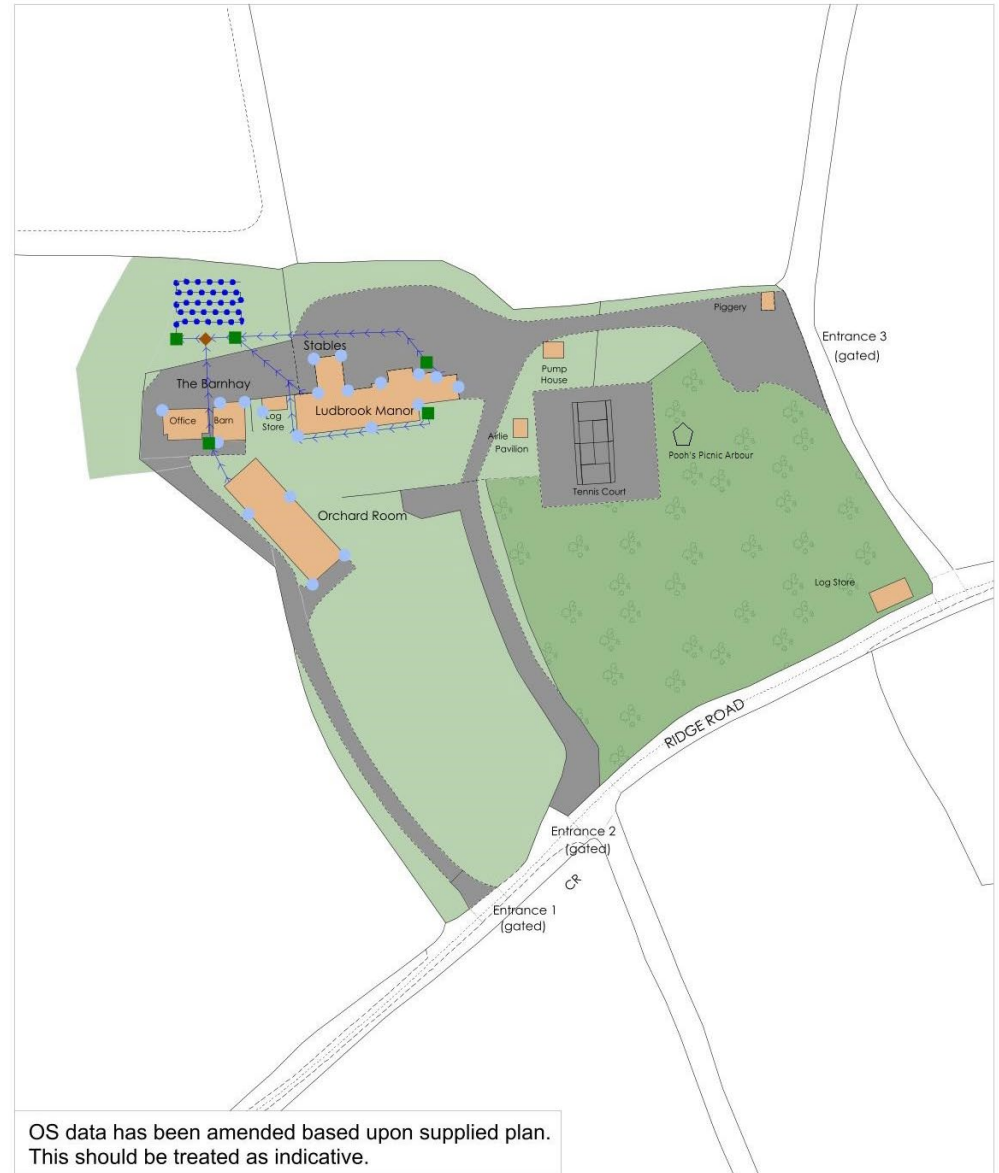 Piggery
Entrance 3
(gated)
Stables
Pump
House
The Barnhay
Log
Store
Ludbrook Manor
Office
Barn
Airlie
Pavilion
Pooh's Picnic Arbour
Tennis Court
Orchard Room
Log Store
RIDGE ROAD
Entrance 2
(gated)
CR
Entrance 1
(gated)
OS data has been amended based upon supplied plan.
This should be treated as indicative.